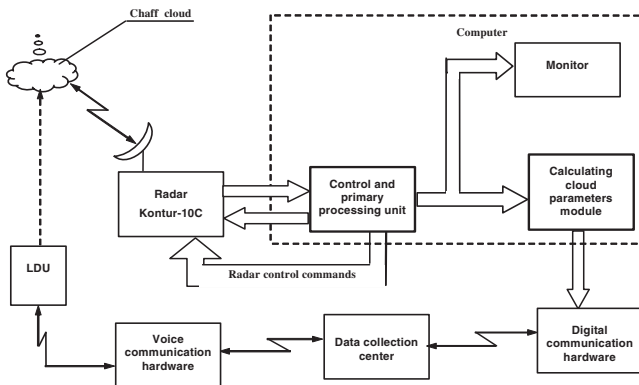 Chaff cloud
Computer
Monitor
Radar
Kontur-10C
Control and
primary
processing unit
Calculating
cloud
parameters
module
LDU
Radar control commands
Voice
communication
hardware
Data collection
center
Digital
communication
hardware